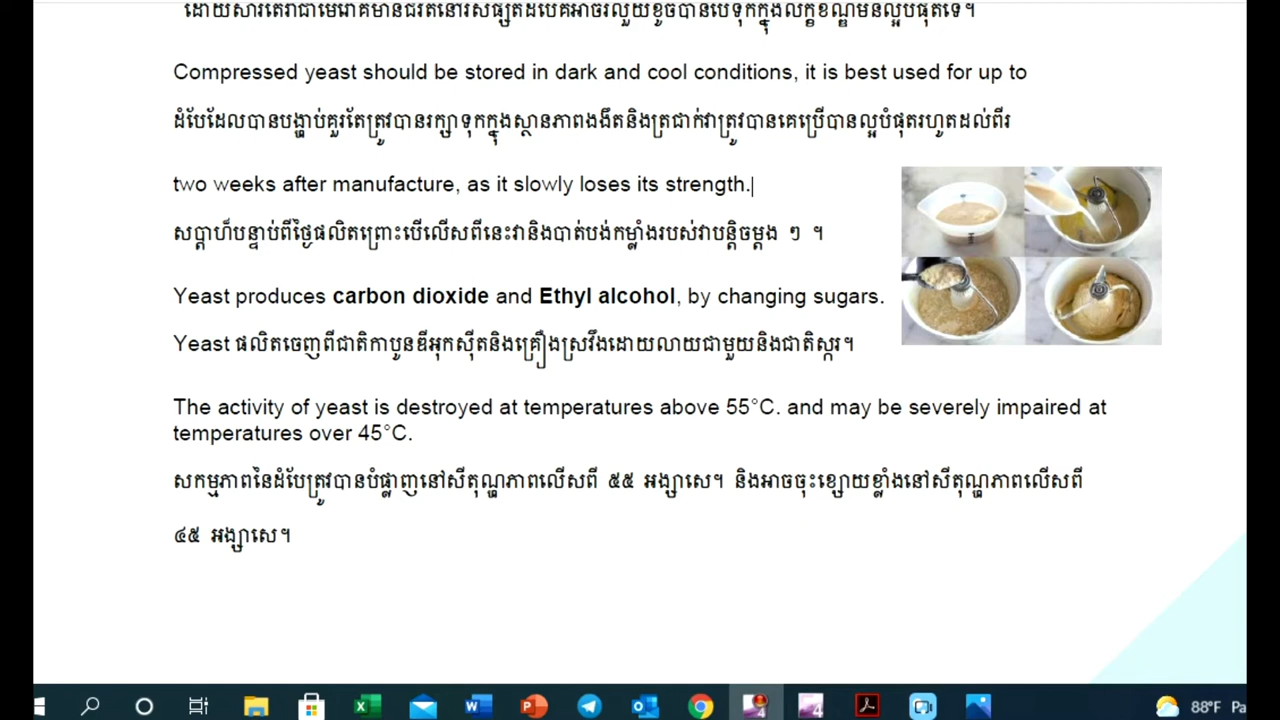 Compressed yeast should be stored in dark and cool conditions, it is best used for up to
ដំបែដែលបានបង្ហាប់គួរតែត្រូវបានរក្សាទុកក្នុងស្ថានភាពងងឹតនិងត្រជាក់វាត្រូវបានគេប្រើបានល្អបំផុតរហូតដល់ពីរ
two weeks after manufacture, as it slowly loses its strength.
សប្តាហ៍បន្ទាប់ពីថ្ងៃផលិតព្រោះបើលើសពីនេះវានិងបាត់បង់កម្លាំងរបស់វាបន្តិចម្តង ៗ ។
Yeast produces carbon dioxide and Ethyl alcohol, by changing sugars.
Yeast ផលិតចេញពីជាតិកាបូនឌីអុកស៊ីតនិងគ្រឿងស្រវឹងដោយលាយជាមួយនិងជាតិស្ករ។
The activity of yeast is destroyed at temperatures above 55°C. and may be severely impaired at
temperatures over 45°C.
សកម្មភាពនៃដំបែត្រូវបានបំផ្លាញនៅសីតុណ្ហភាពលើសពី ៥៥ អង្សាសេ។ និងអាចចុះខ្សោយខ្លាំងនៅសីតុណ្ហភាពលើសពី
៤៥ អង្សាសេ។
88°F Pa